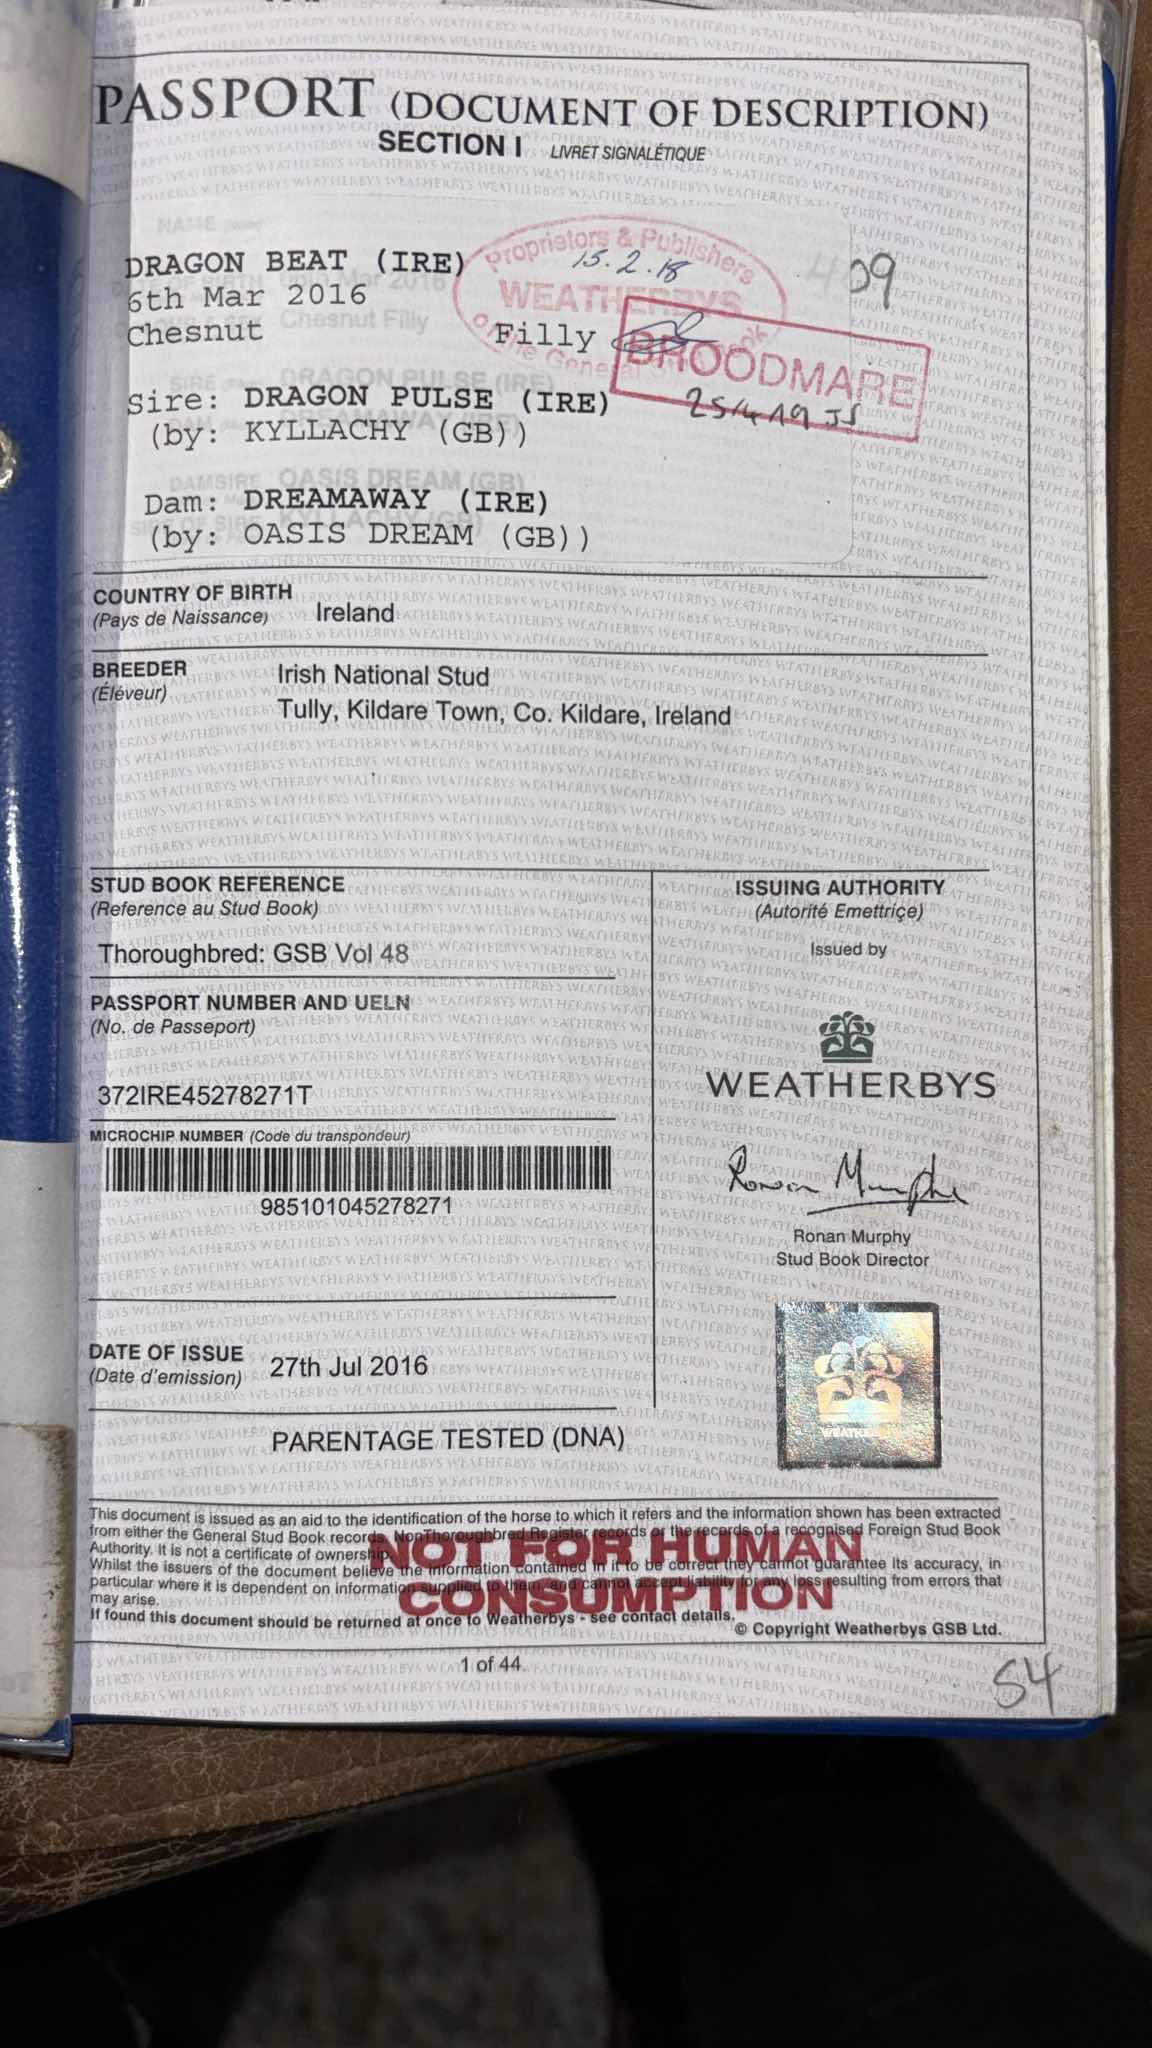 PASSPORT (DOCUMENT OF DESCRIPTION)
SECTION I LIVRET SIGNALÉTIQUE
DRAGON BEAT (IRE)
6th Mar 2016
Chesnut Filly
Proprietors & Publishers
15.2.18
WEATHERBYS
of the General Stud Book
409
BROODMARE
25/4/19 JS
Sire: DRAGON PULSE (IRE)
(by: KYLLACHY (GB))
Dam: DREAMAWAY (IRE)
(by: OASIS DREAM (GB))
COUNTRY OF BIRTH
(Pays de Naissance) Ireland
BREEDER Irish National Stud
(Éléveur) Tully, Kildare Town, Co. Kildare, Ireland
STUD BOOK REFERENCE
(Reference au Stud Book)
Thoroughbred: GSB Vol 48
PASSPORT NUMBER AND UELN
(No. de Passeport)
372IRE45278271T
MICROCHIP NUMBER (Code du transpondeur)
985101045278271
DATE OF ISSUE 27th Jul 2016
(Date d'emission)
PARENTAGE TESTED (DNA)
ISSUING AUTHORITY
(Autorité Emettriçe)
Issued by
WEATHERBYS
Ronan Murphy
Ronan Murphy
Stud Book Director
WEATHERBYS
This document is issued as an aid to the identification of the horse to which it refers and the information shown has been extracted
from either the General Stud Book records, NonThoroughbred Register records or the records of a recognised Foreign Stud Book
Authority. It is not a certificate of ownership.
Whilst the issuers of the document believe the information contained in it to be correct they cannot guarantee its accuracy, in
particular where it is dependent on information supplied to them, and cannot accept liability for any loss resulting from errors that
may arise.
If found this document should be returned at once to Weatherbys - see contact details.
© Copyright Weatherbys GSB Ltd.
NOT FOR HUMAN
CONSUMPTION
1 of 44
54